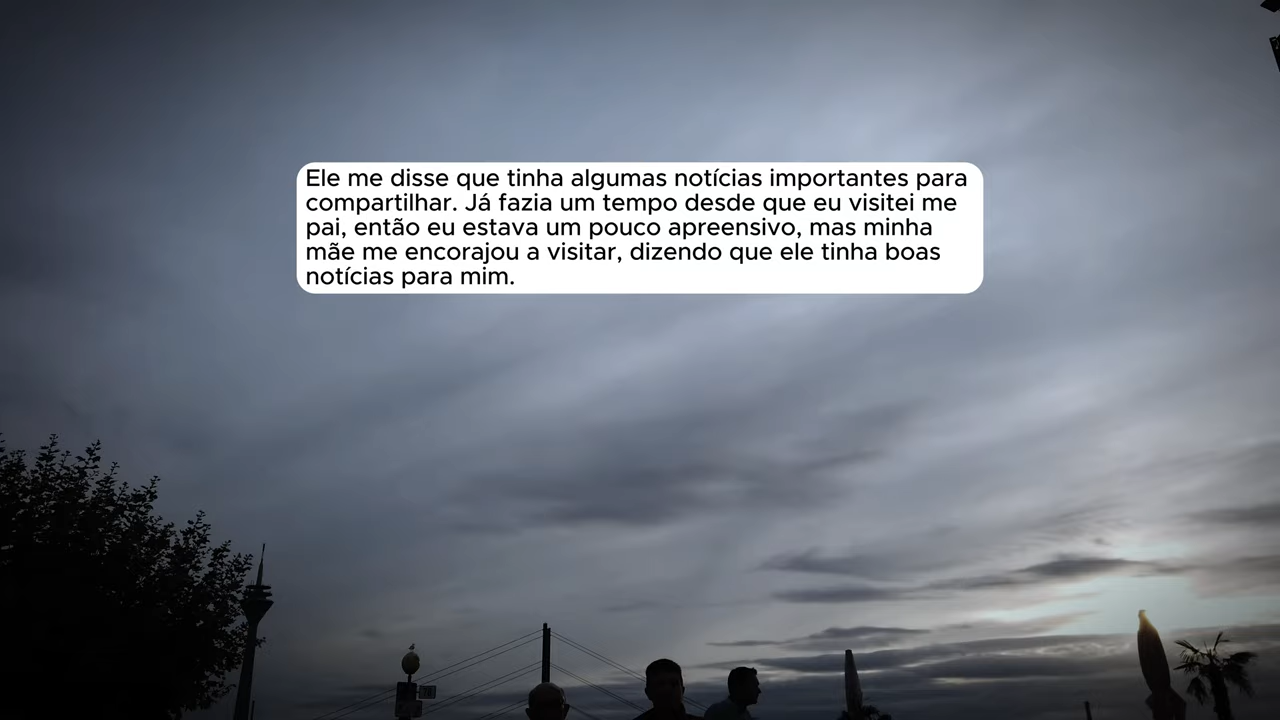 Ele me disse que tinha algumas notícias importantes para
compartilhar. Já fazia um tempo desde que eu visitei me
pai, então eu estava um pouco apreensivo, mas minha
mãe me encorajou a visitar, dizendo que ele tinha boas
notícias para mim.